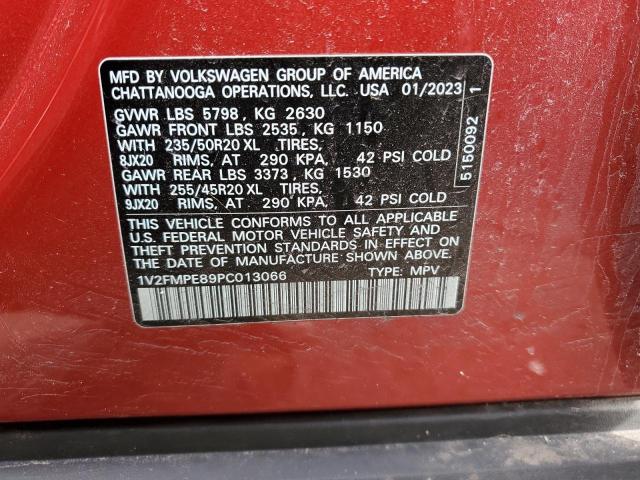 MFD BY VOLKSWAGEN GROUP OF AMERICA
CHATTANOOGA OPERATIONS, LLC. USA 01/2023
GVWR LBS 5798, KG 2630
GAWR FRONT LBS 2535, KG 1150
WITH 235/50R20 XL TIRES,
8JX20 RIMS, AT 290 KPA, 42 PSI COLD
GAWR REAR LBS 3373, KG 1530
WITH 255/45R20 XL TIRES,
9JX20 RIMS, AT 290 KPA, 42 PSI COLD
THIS VEHICLE CONFORMS TO ALL APPLICABLE
U.S. FEDERAL MOTOR VEHICLE SAFETY AND
THEFT PREVENTION STANDARDS IN EFFECT ON
THE DATE OF MANUFACTURE SHOWN ABOVE.
1V2FMPE89PC013066 TYPE: MPV
5150092 1